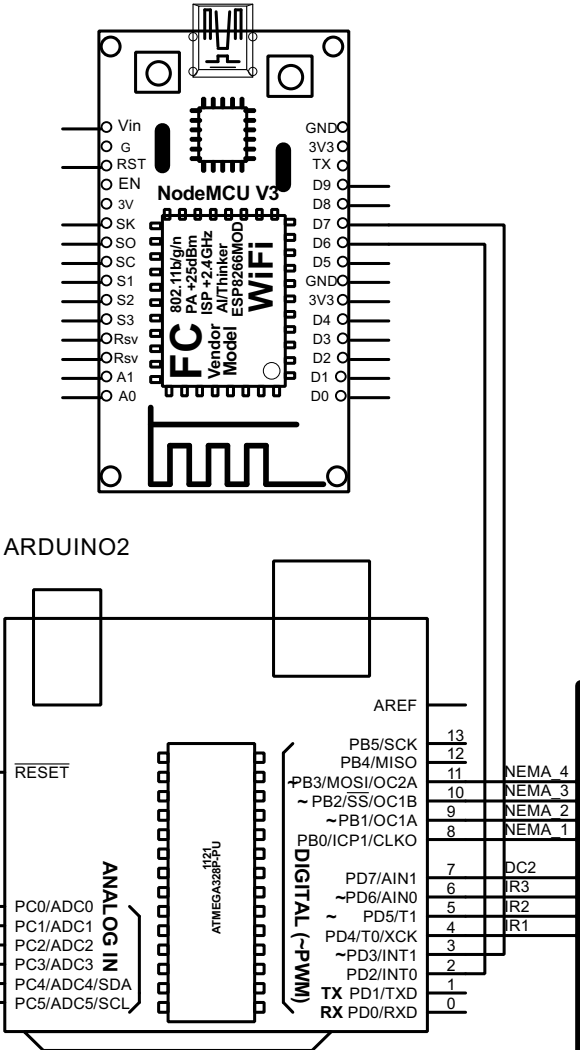 Vin
G
RST
EN
3V
SK
SO
SC
S1
S2
S3
Rsv
Rsv
A1
A0
GND
3V3
TX
D9
D8
D7
D6
D5
GND
3V3
D4
D3
D2
D1
D0
NodeMCU V3
802.11b/g/n
PA +25dBm
ISP +2.4GHz
AI/Thinker
ESP8266MOD
WiFi
FC
Vendor
Model
ARDUINO2
RESET
AREF
PB5/SCK 13
PB4/MISO 12
~PB3/MOSI/OC2A 11 NEMA_4
~ PB2/SS/OC1B 10 NEMA_3
~PB1/OC1A 9 NEMA_2
PB0/ICP1/CLKO 8 NEMA_1
PD7/AIN1 7 DC2
~PD6/AIN0 6 IR3
~ PD5/T1 5 IR2
PD4/T0/XCK 4 IR1
~PD3/INT1 3
PD2/INT0 2
TX PD1/TXD 1
RX PD0/RXD 0
DIGITAL (~PWM)
1121
ATMEGA328P-PU
ANALOG IN
PC0/ADC0
PC1/ADC1
PC2/ADC2
PC3/ADC3
PC4/ADC4/SDA
PC5/ADC5/SCL